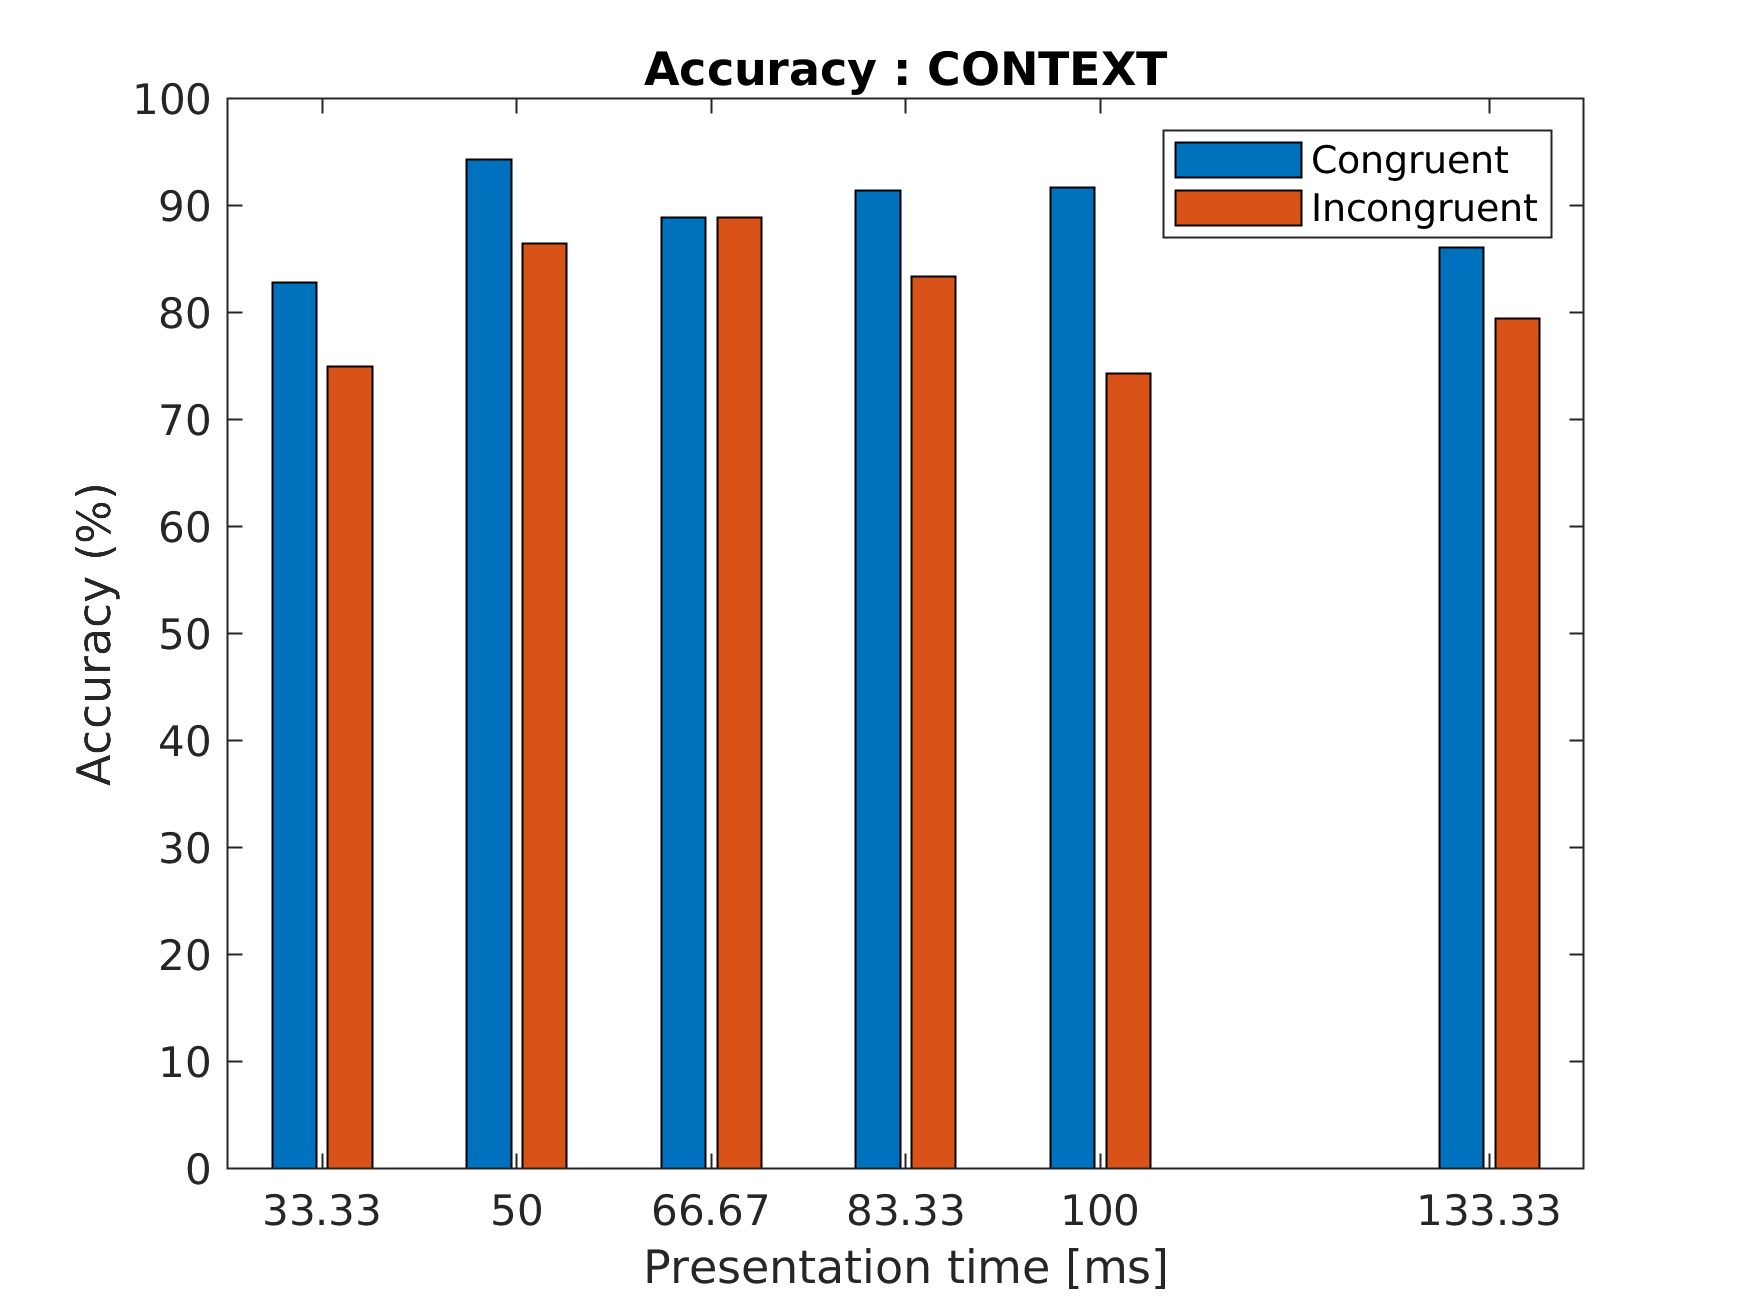 Accuracy : CONTEXT
100
90
80
70
60
50
40
30
20
10
0
Accuracy (%)
Congruent
Incongruent
33.33 50 66.67 83.33 100 133.33
Presentation time [ms]